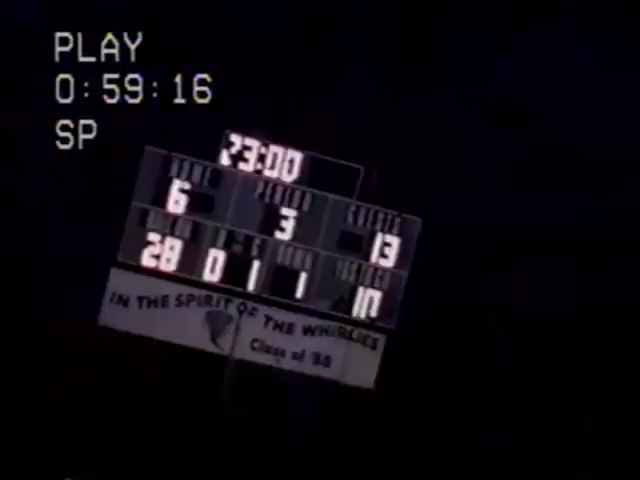 PLAY
0:59:16
SP
23:00
HOME PERIOD GUESTS
6 3 13
28 0 1 1 10
IN THE SPIRIT OF THE WHIRLIES
Class of '88